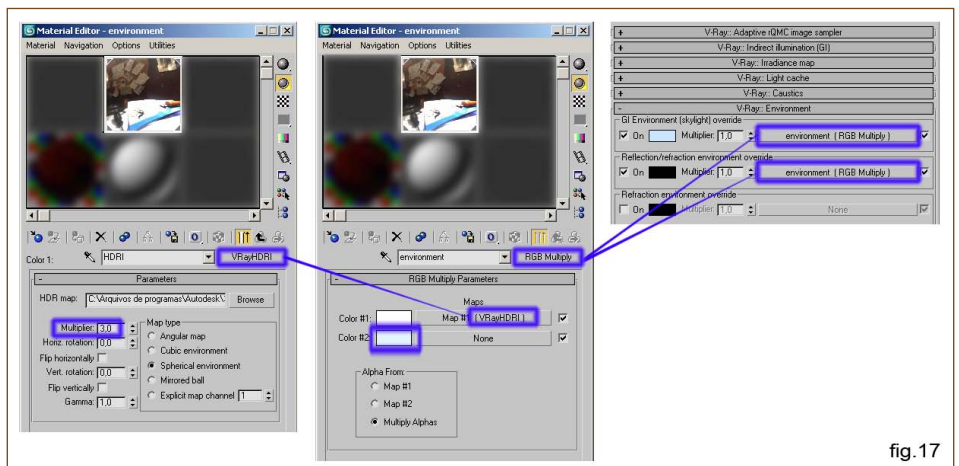 Material Editor - environment
Material Navigation Options Utilities
Color 1: HDRI VRayHDRI
- Parameters
HDR map: C:\Arquivos de programas\Autodesk\ Browse
Multiplier: 3,0
Horiz. rotation: 0,0
Flip horizontally
Vert. rotation: 0,0
Flip vertically
Gamma: 1,0
Map type
Angular map
Cubic environment
Spherical environment
Mirrored ball
Explicit map channel 1
Material Editor - environment
Material Navigation Options Utilities
environment RGB Multiply
- RGB Multiply Parameters
Maps
Color #1: Map #1 ( VRayHDRI )
Color #2: None
Alpha From:
Map #1
Map #2
Multiply Alphas
+ V-Ray:: Adaptive rQMC image sampler
+ V-Ray:: Indirect illumination (GI)
+ V-Ray:: Irradiance map
+ V-Ray:: Light cache
+ V-Ray:: Caustics
- V-Ray:: Environment
GI Environment (skylight) override
On Multiplier: 1,0 environment ( RGB Multiply )
Reflection/refraction environment override
On Multiplier: 1,0 environment ( RGB Multiply )
Refraction environment override
On Multiplier: 1,0 None
fig.17